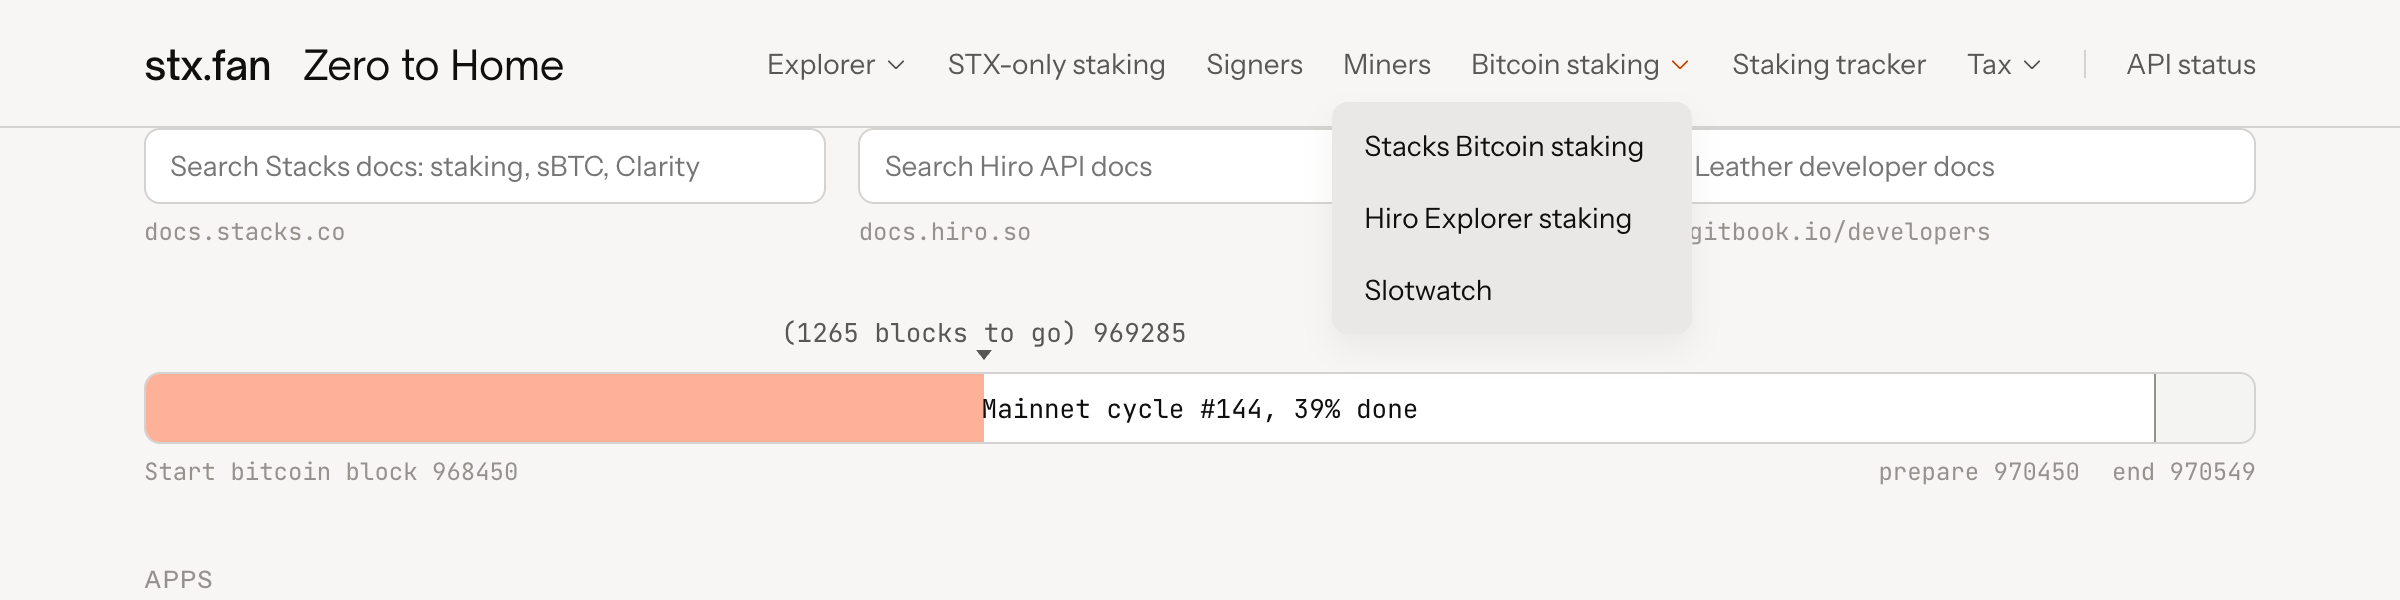 stx.fan Zero to Home Explorer STX-only staking Signers Miners Bitcoin staking Staking tracker Tax API status
Stacks Bitcoin staking
Hiro Explorer staking
Slotwatch
Search Stacks docs: staking, sBTC, Clarity Search Hiro API docs Leather developer docs
docs.stacks.co docs.hiro.so gitbook.io/developers
(1265 blocks to go) 969285
Mainnet cycle #144, 39% done
Start bitcoin block 968450 prepare 970450 end 970549
APPS